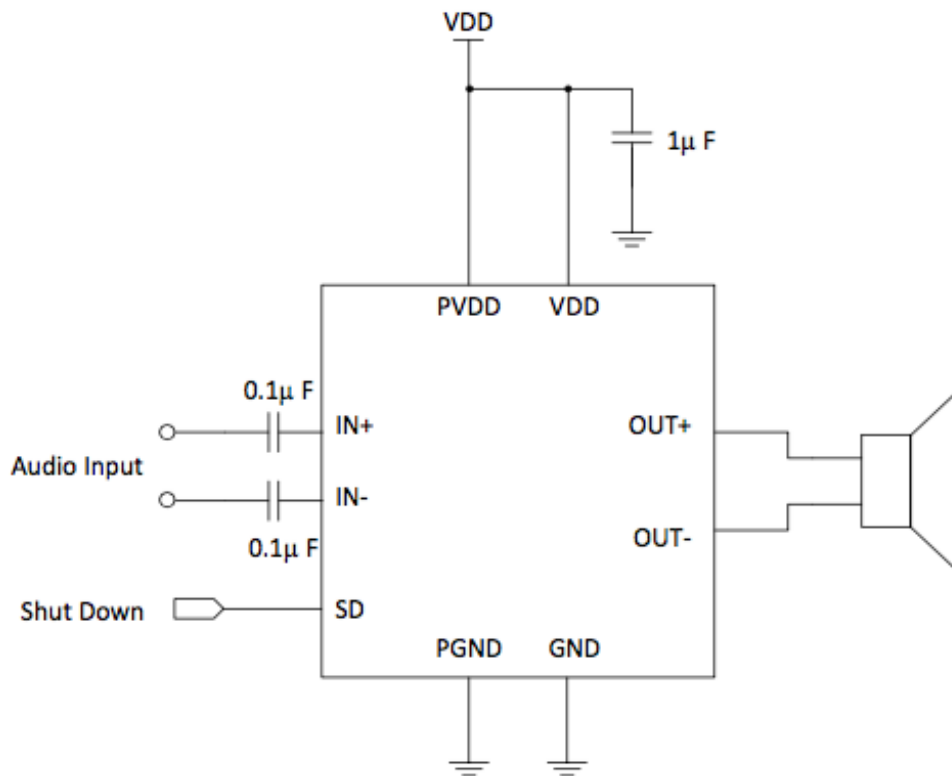 VDD
1μ F
PVDD
VDD
0.1μ F
IN+
OUT+
Audio Input
IN-
0.1μ F
OUT-
Shut Down
SD
PGND
GND